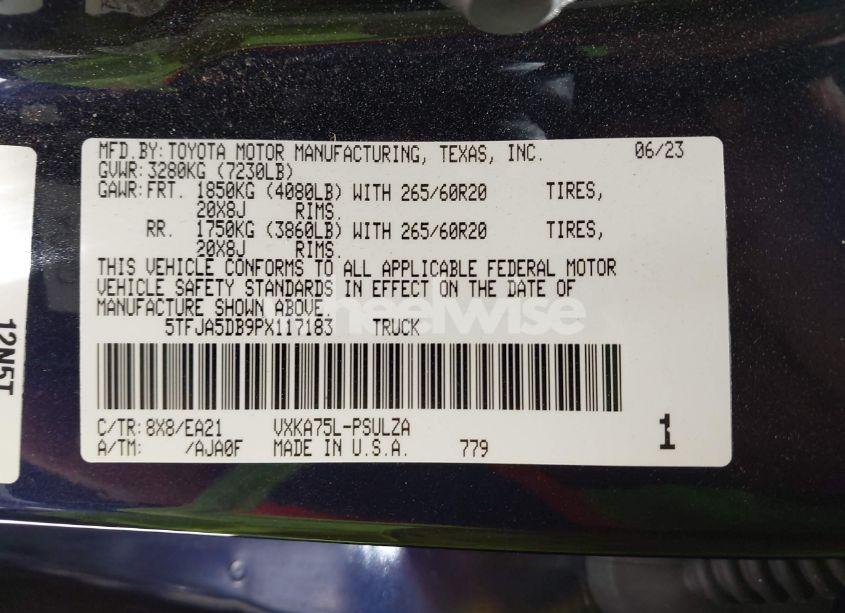 MFD.BY:TOYOTA MOTOR MANUFACTURING, TEXAS, INC. 06/23
GVWR:3280KG (7230LB)
GAWR:FRT. 1850KG (4080LB) WITH 265/60R20 TIRES,
20X8J RIMS.
RR. 1750KG (3860LB) WITH 265/60R20 TIRES,
20X8J RIMS.
THIS VEHICLE CONFORMS TO ALL APPLICABLE FEDERAL MOTOR
VEHICLE SAFETY STANDARDS IN EFFECT ON THE DATE OF
MANUFACTURE SHOWN ABOVE.
wheelwise
5TFJA5DB9PX117183 TRUCK
C/TR:8X8/EA21 VXKA75L-PSULZA
A/TM: /AJA0F MADE IN U.S.A. 779
1
12N5T